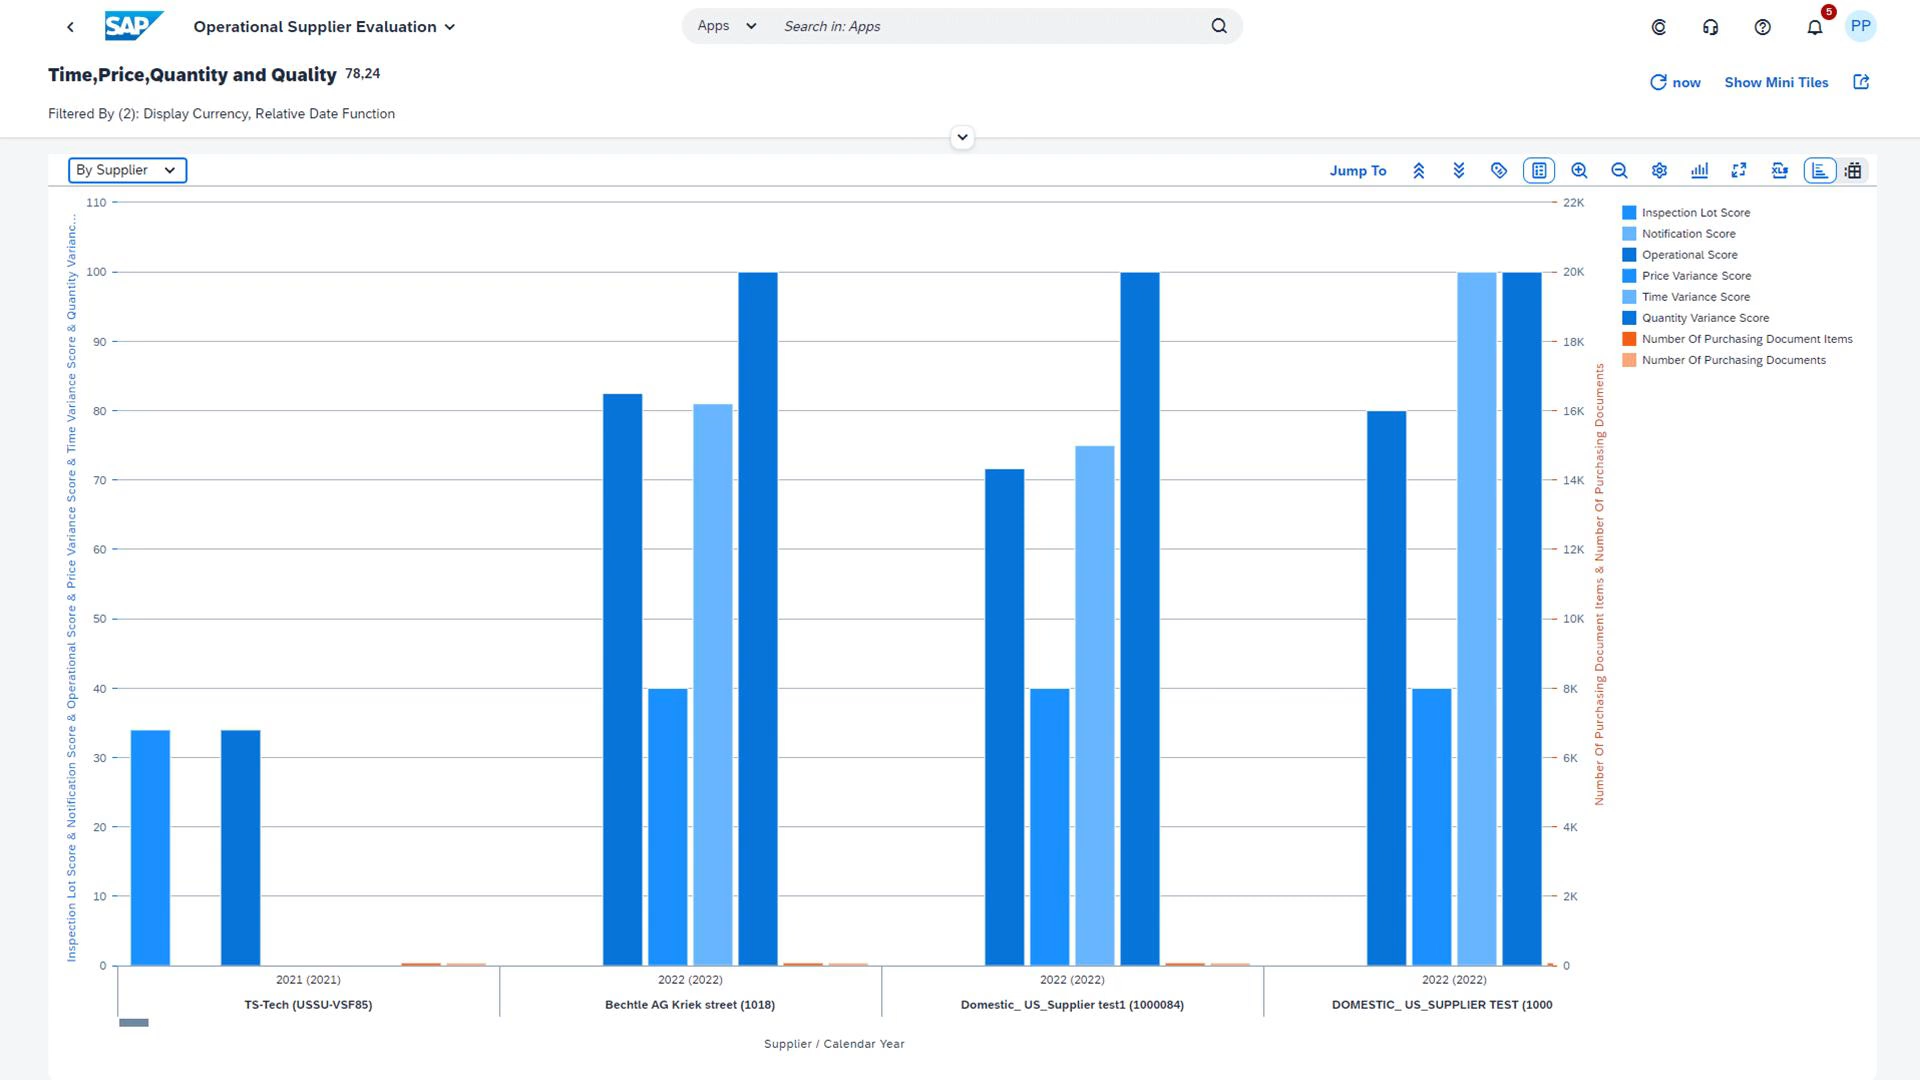 SAP
Operational Supplier Evaluation
Apps
Search in: Apps
5
PP
Time,Price,Quantity and Quality 78,24
now
Show Mini Tiles
Filtered By (2): Display Currency, Relative Date Function
By Supplier
Jump To
XLS
Inspection Lot Score & Notification Score & Operational Score & Price Variance Score & Time Variance Score & Quantity Varianc...
110
100
90
80
70
60
50
40
30
20
10
0
22K
20K
18K
16K
14K
12K
10K
8K
6K
4K
2K
0
Number Of Purchasing Document Items & Number Of Purchasing Documents
Inspection Lot Score
Notification Score
Operational Score
Price Variance Score
Time Variance Score
Quantity Variance Score
Number Of Purchasing Document Items
Number Of Purchasing Documents
2021 (2021)
2022 (2022)
2022 (2022)
2022 (2022)
TS-Tech (USSU-VSF85)
Bechtle AG Kriek street (1018)
Domestic_ US_Supplier test1 (1000084)
DOMESTIC_ US_SUPPLIER TEST (1000
Supplier / Calendar Year